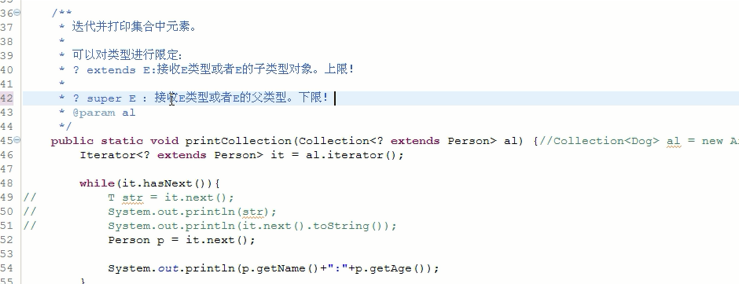 36 /**
37 * 迭代并打印集合中元素。
38 *
39 * 可以对类型进行限定:
40 * ? extends E:接收E类型或者E的子类型对象。上限!
41 *
42 * ? super E : 接收E类型或者E的父类型。下限!
43 * @param al
44 */
45 public static void printCollection(Collection<? extends Person> al) {//Collection<Dog> al = new A
46 Iterator<? extends Person> it = al.iterator();
47
48 while(it.hasNext()){
49 // T str = it.next();
50 // System.out.println(str);
51 // System.out.println(it.next().toString());
52 Person p = it.next();
53
54 System.out.println(p.getName()+":"+p.getAge());
55 }